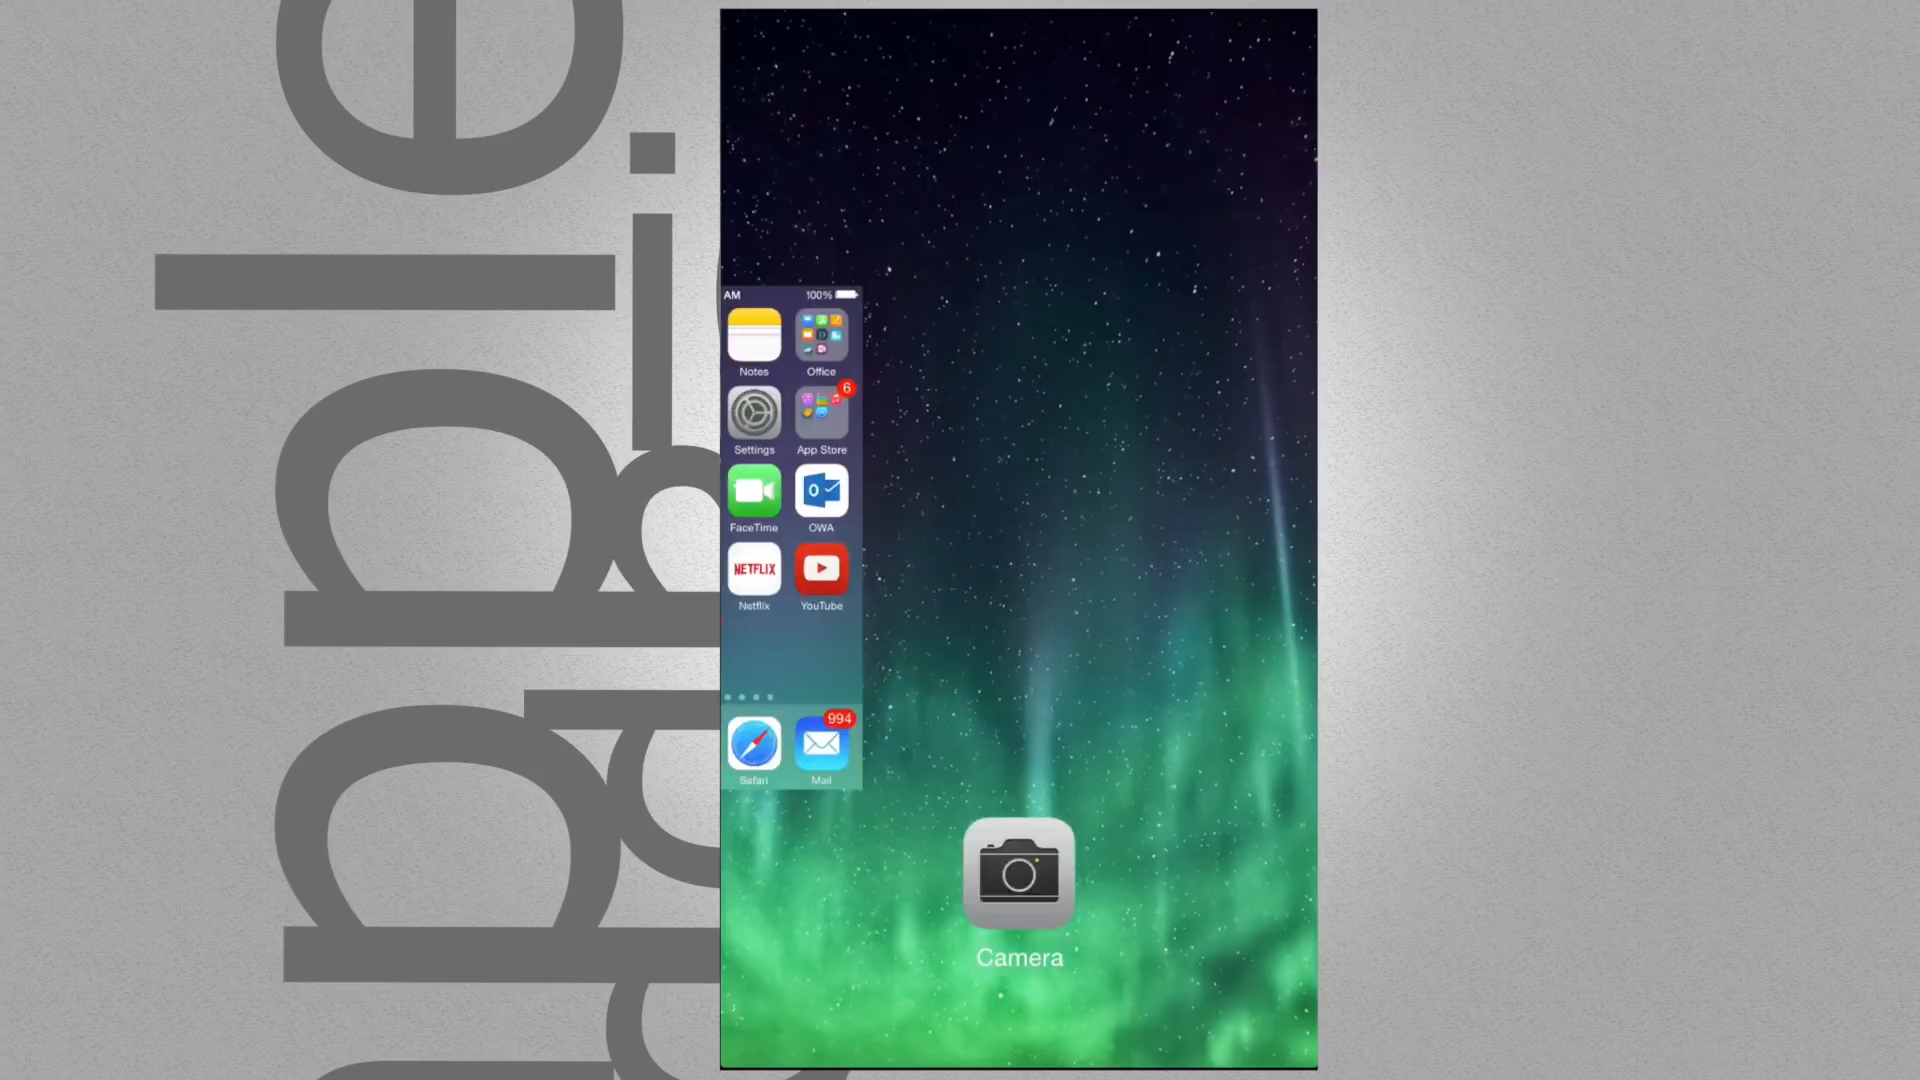 AM 100%
Notes Office
6
Settings App Store
FaceTime OWA
NETFLIX
Netflix YouTube
994
Safari Mail
Camera